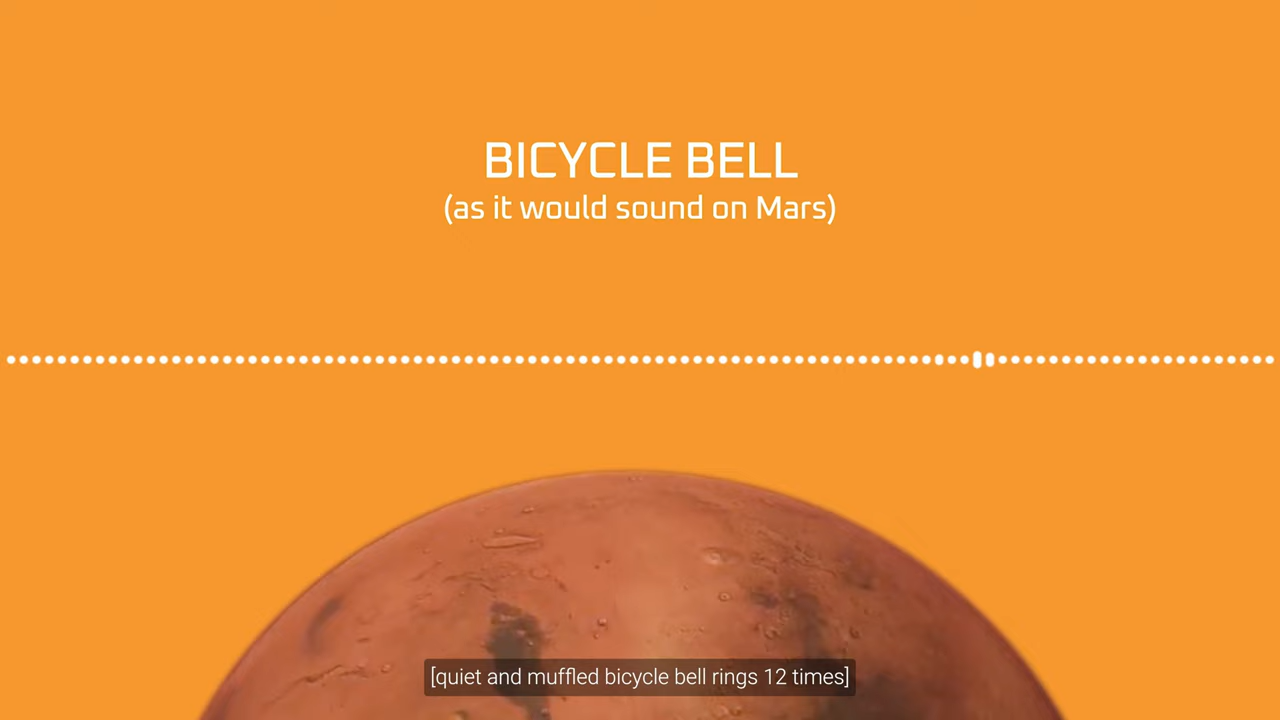 BICYCLE BELL
(as it would sound on Mars)
[quiet and muffled bicycle bell rings 12 times]